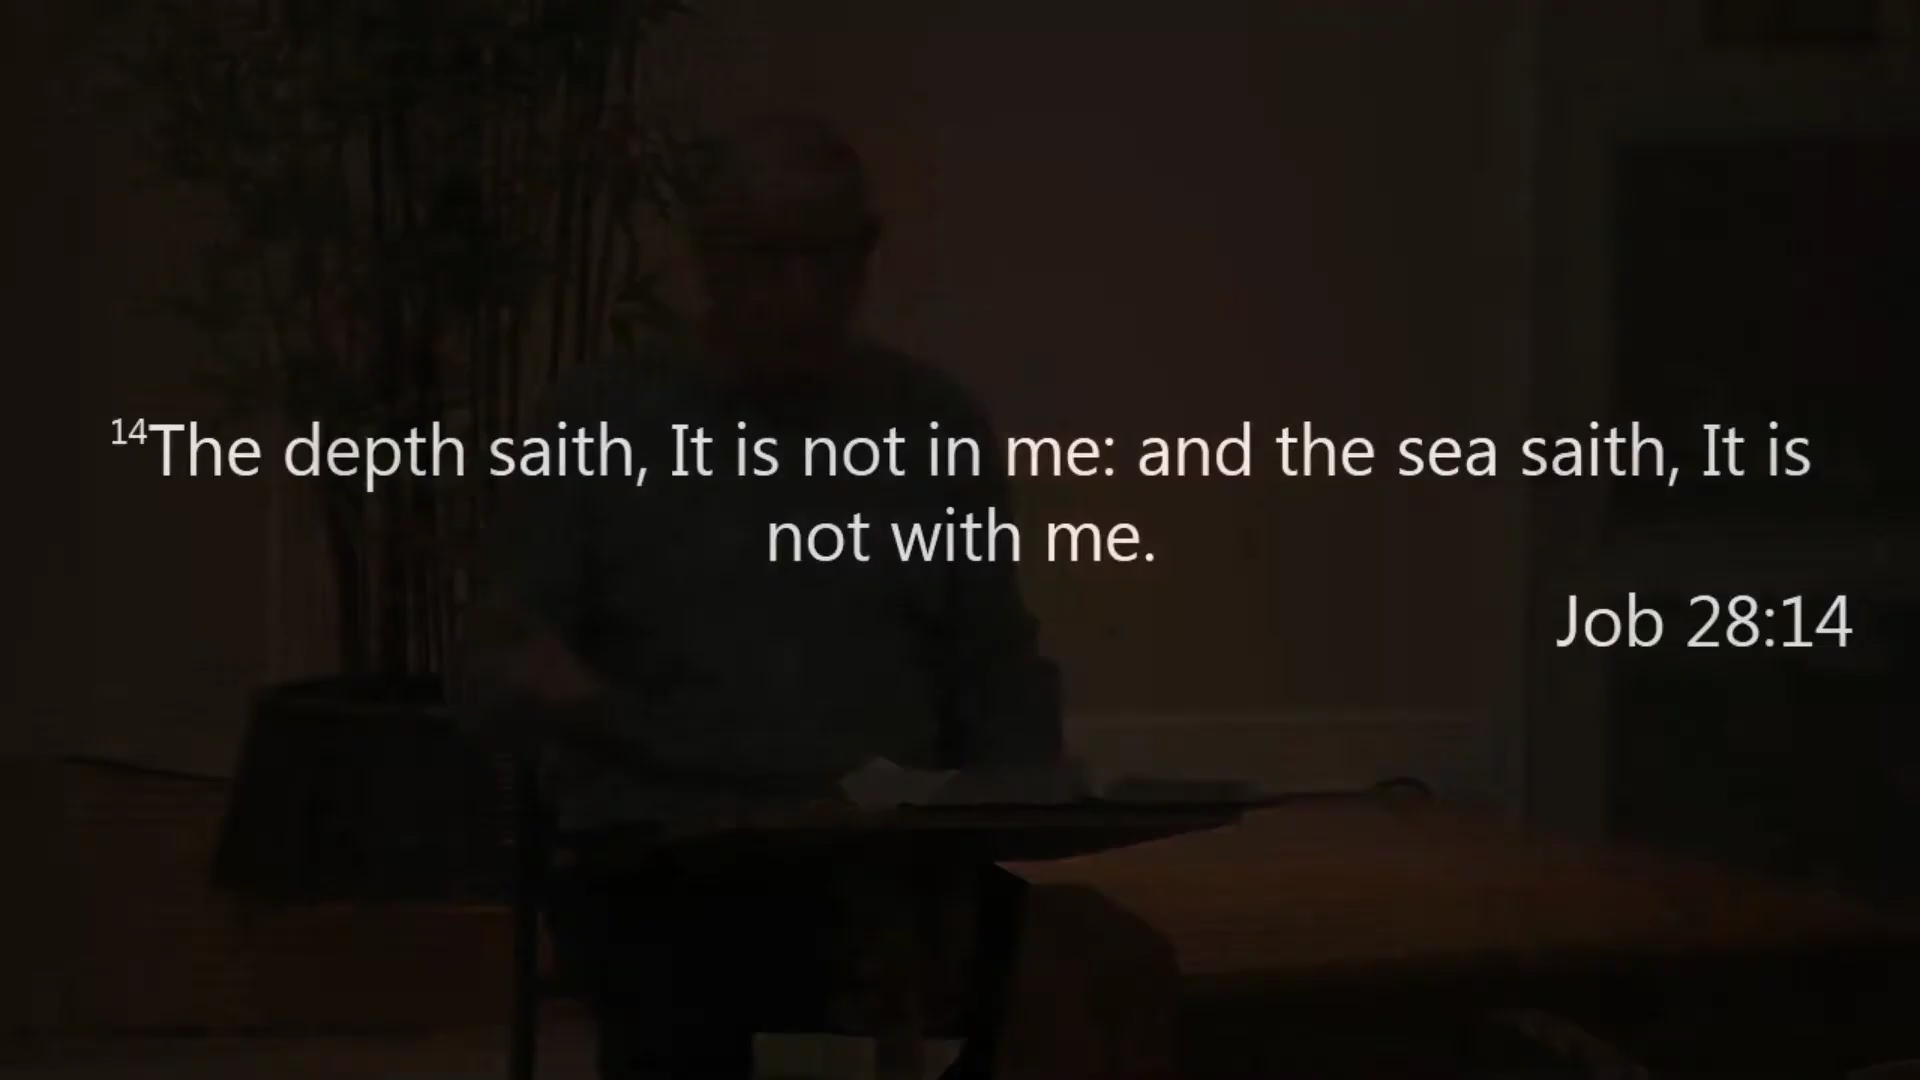 14The depth saith, It is not in me: and the sea saith, It is
not with me.
Job 28:14